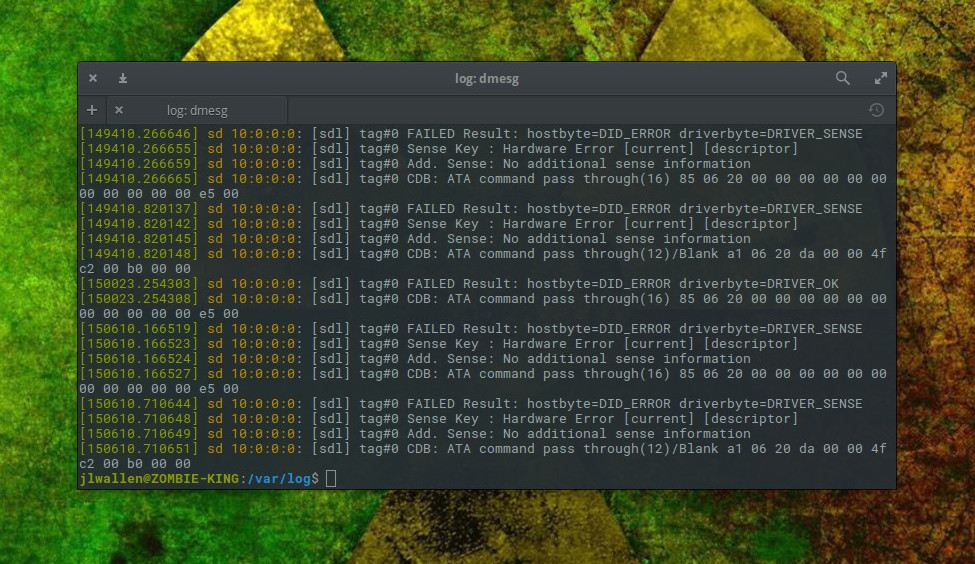 log: dmesg
log: dmesg
[149410.266646] sd 10:0:0:0: [sdl] tag#0 FAILED Result: hostbyte=DID_ERROR driverbyte=DRIVER_SENSE
[149410.266655] sd 10:0:0:0: [sdl] tag#0 Sense Key : Hardware Error [current] [descriptor]
[149410.266659] sd 10:0:0:0: [sdl] tag#0 Add. Sense: No additional sense information
[149410.266665] sd 10:0:0:0: [sdl] tag#0 CDB: ATA command pass through(16) 85 06 20 00 00 00 00 00 00
00 00 00 00 00 e5 00
[149410.820137] sd 10:0:0:0: [sdl] tag#0 FAILED Result: hostbyte=DID_ERROR driverbyte=DRIVER_SENSE
[149410.820142] sd 10:0:0:0: [sdl] tag#0 Sense Key : Hardware Error [current] [descriptor]
[149410.820145] sd 10:0:0:0: [sdl] tag#0 Add. Sense: No additional sense information
[149410.820148] sd 10:0:0:0: [sdl] tag#0 CDB: ATA command pass through(12)/Blank a1 06 20 da 00 00 4f
c2 00 b0 00 00
[150023.254303] sd 10:0:0:0: [sdl] tag#0 FAILED Result: hostbyte=DID_ERROR driverbyte=DRIVER_OK
[150023.254308] sd 10:0:0:0: [sdl] tag#0 CDB: ATA command pass through(16) 85 06 20 00 00 00 00 00 00
00 00 00 00 00 e5 00
[150610.166519] sd 10:0:0:0: [sdl] tag#0 FAILED Result: hostbyte=DID_ERROR driverbyte=DRIVER_SENSE
[150610.166523] sd 10:0:0:0: [sdl] tag#0 Sense Key : Hardware Error [current] [descriptor]
[150610.166524] sd 10:0:0:0: [sdl] tag#0 Add. Sense: No additional sense information
[150610.166527] sd 10:0:0:0: [sdl] tag#0 CDB: ATA command pass through(16) 85 06 20 00 00 00 00 00 00
00 00 00 00 00 e5 00
[150610.710644] sd 10:0:0:0: [sdl] tag#0 FAILED Result: hostbyte=DID_ERROR driverbyte=DRIVER_SENSE
[150610.710648] sd 10:0:0:0: [sdl] tag#0 Sense Key : Hardware Error [current] [descriptor]
[150610.710649] sd 10:0:0:0: [sdl] tag#0 Add. Sense: No additional sense information
[150610.710651] sd 10:0:0:0: [sdl] tag#0 CDB: ATA command pass through(12)/Blank a1 06 20 da 00 00 4f
c2 00 b0 00 00
jlwallen@ZOMBIE-KING:/var/log$